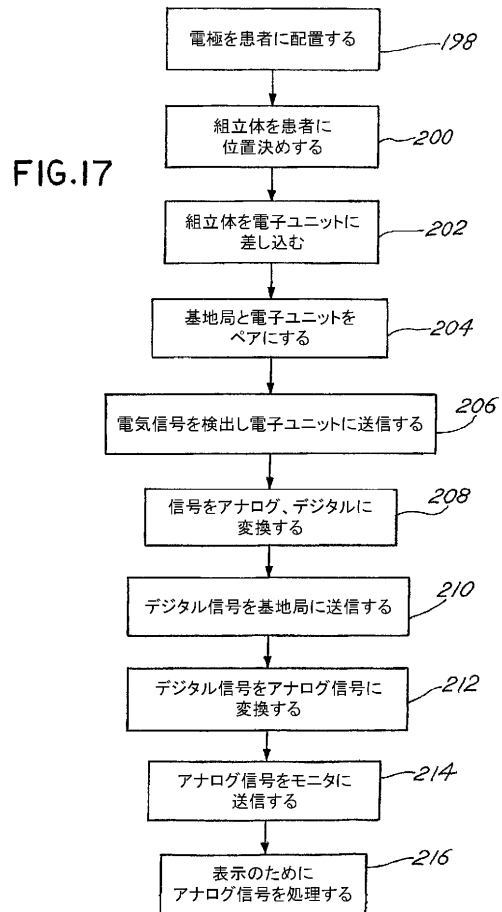 電極を患者に配置する
198
組立体を患者に
位置決めする
200
FIG.17
組立体を電子ユニットに
差し込む
202
基地局と電子ユニットを
ペアにする
204
電気信号を検出し電子ユニットに送信する
206
信号をアナログ、デジタルに
変換する
208
デジタル信号を基地局に送信する
210
デジタル信号をアナログ信号に
変換する
212
アナログ信号をモニタに
送信する
214
表示のために
アナログ信号を処理する
216